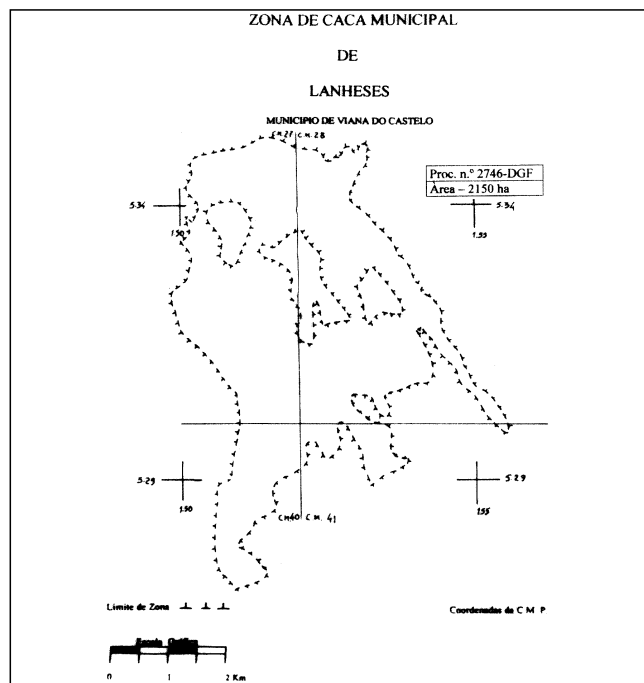 ZONA DE CACA MUNICIPAL
DE
LANHESES
MUNICIPIO DE VIANA DO CASTELO
C.M.27 C.M.28
Proc. n.º 2746-DGF
Área – 2150 ha
5.34
5.34
1.50
1.55
5.29
5.29
1.50
1.55
C.M.40 C.M. 41
Limite de Zona
Coordenadas da C M P
Escala Gráfica
0 1 2 Km